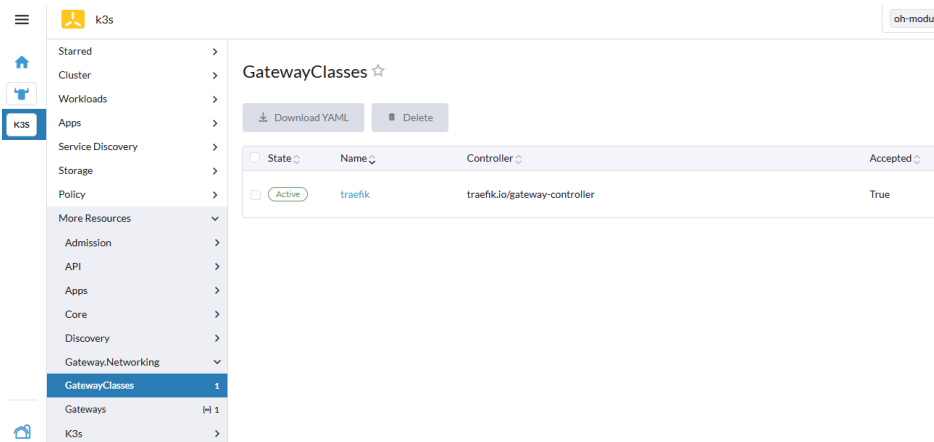 k3s
oh-modu
Starred
Cluster
Workloads
K3S
Apps
Service Discovery
Storage
Policy
More Resources
Admission
API
Apps
Core
Discovery
Gateway.Networking
GatewayClasses 1
Gateways 1
K3s
GatewayClasses
Download YAML Delete
State Name Controller Accepted
Active traefik traefik.io/gateway-controller True